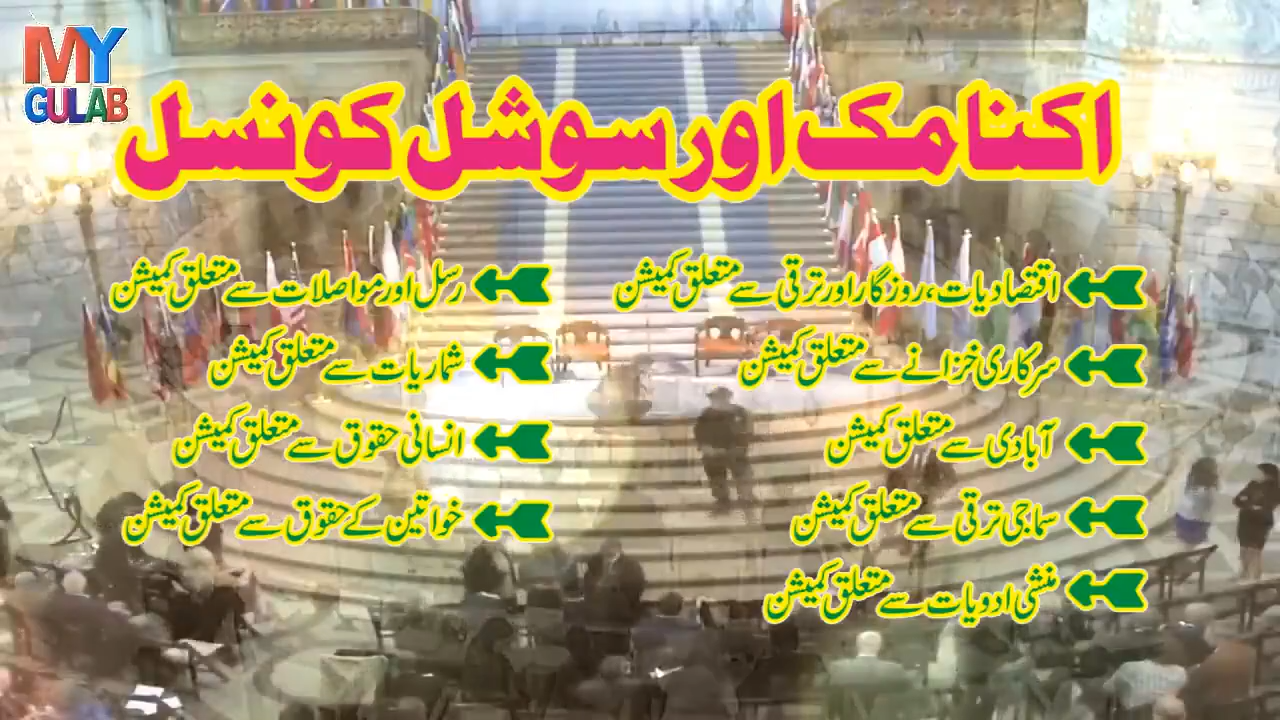 MY
GULAB
اکنامک اور سوشل کونسل
اقتصادیات، روزگار اور ترقی سے متعلق کمیشن
سرکاری خزانے سے متعلق کمیشن
آبادی سے متعلق کمیشن
سماجی ترقی سے متعلق کمیشن
منشی ادویات سے متعلق کمیشن
رسل اور مواصلات سے متعلق کمیشن
شماریات سے متعلق کمیشن
انسانی حقوق سے متعلق کمیشن
خواتین کے حقوق سے متعلق کمیشن